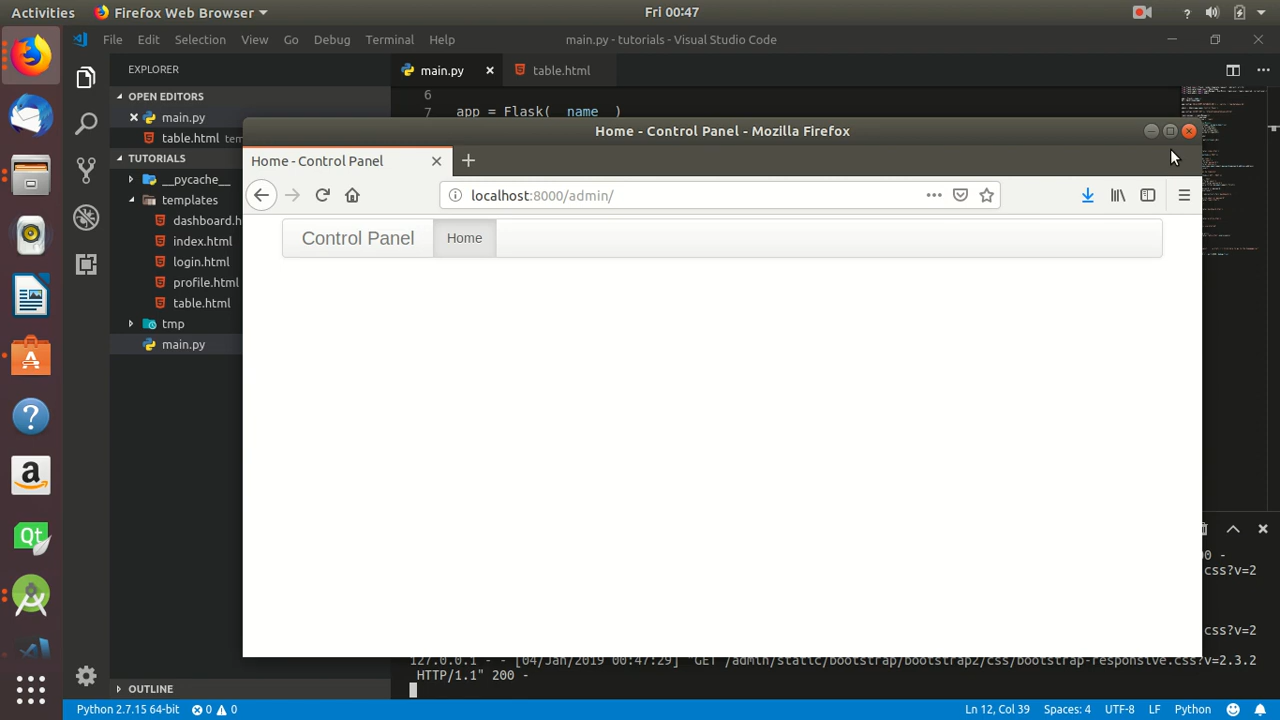 Activities Firefox Web Browser Fri 00:47
File Edit Selection View Go Debug Terminal Help main.py - tutorials - Visual Studio Code
EXPLORER main.py table.html
OPEN EDITORS 6
main.py 7 app = Flask(__name__)
table.html
Home - Control Panel - Mozilla Firefox
TUTORIALS Home - Control Panel
__pycache__
templates localhost:8000/admin/
dashboard.h
index.html Control Panel Home
login.html
profile.html
table.html
tmp
main.py
css?v=2
css?v=2
127.0.0.1 - - [04/Jan/2019 00:47:29] "GET /admin/static/bootstrap/bootstrap2/css/bootstrap-responsive.css?v=2.3.2
HTTP/1.1" 200 -
OUTLINE
Python 2.7.15 64-bit 0 0 Ln 12, Col 39 Spaces: 4 UTF-8 LF Python